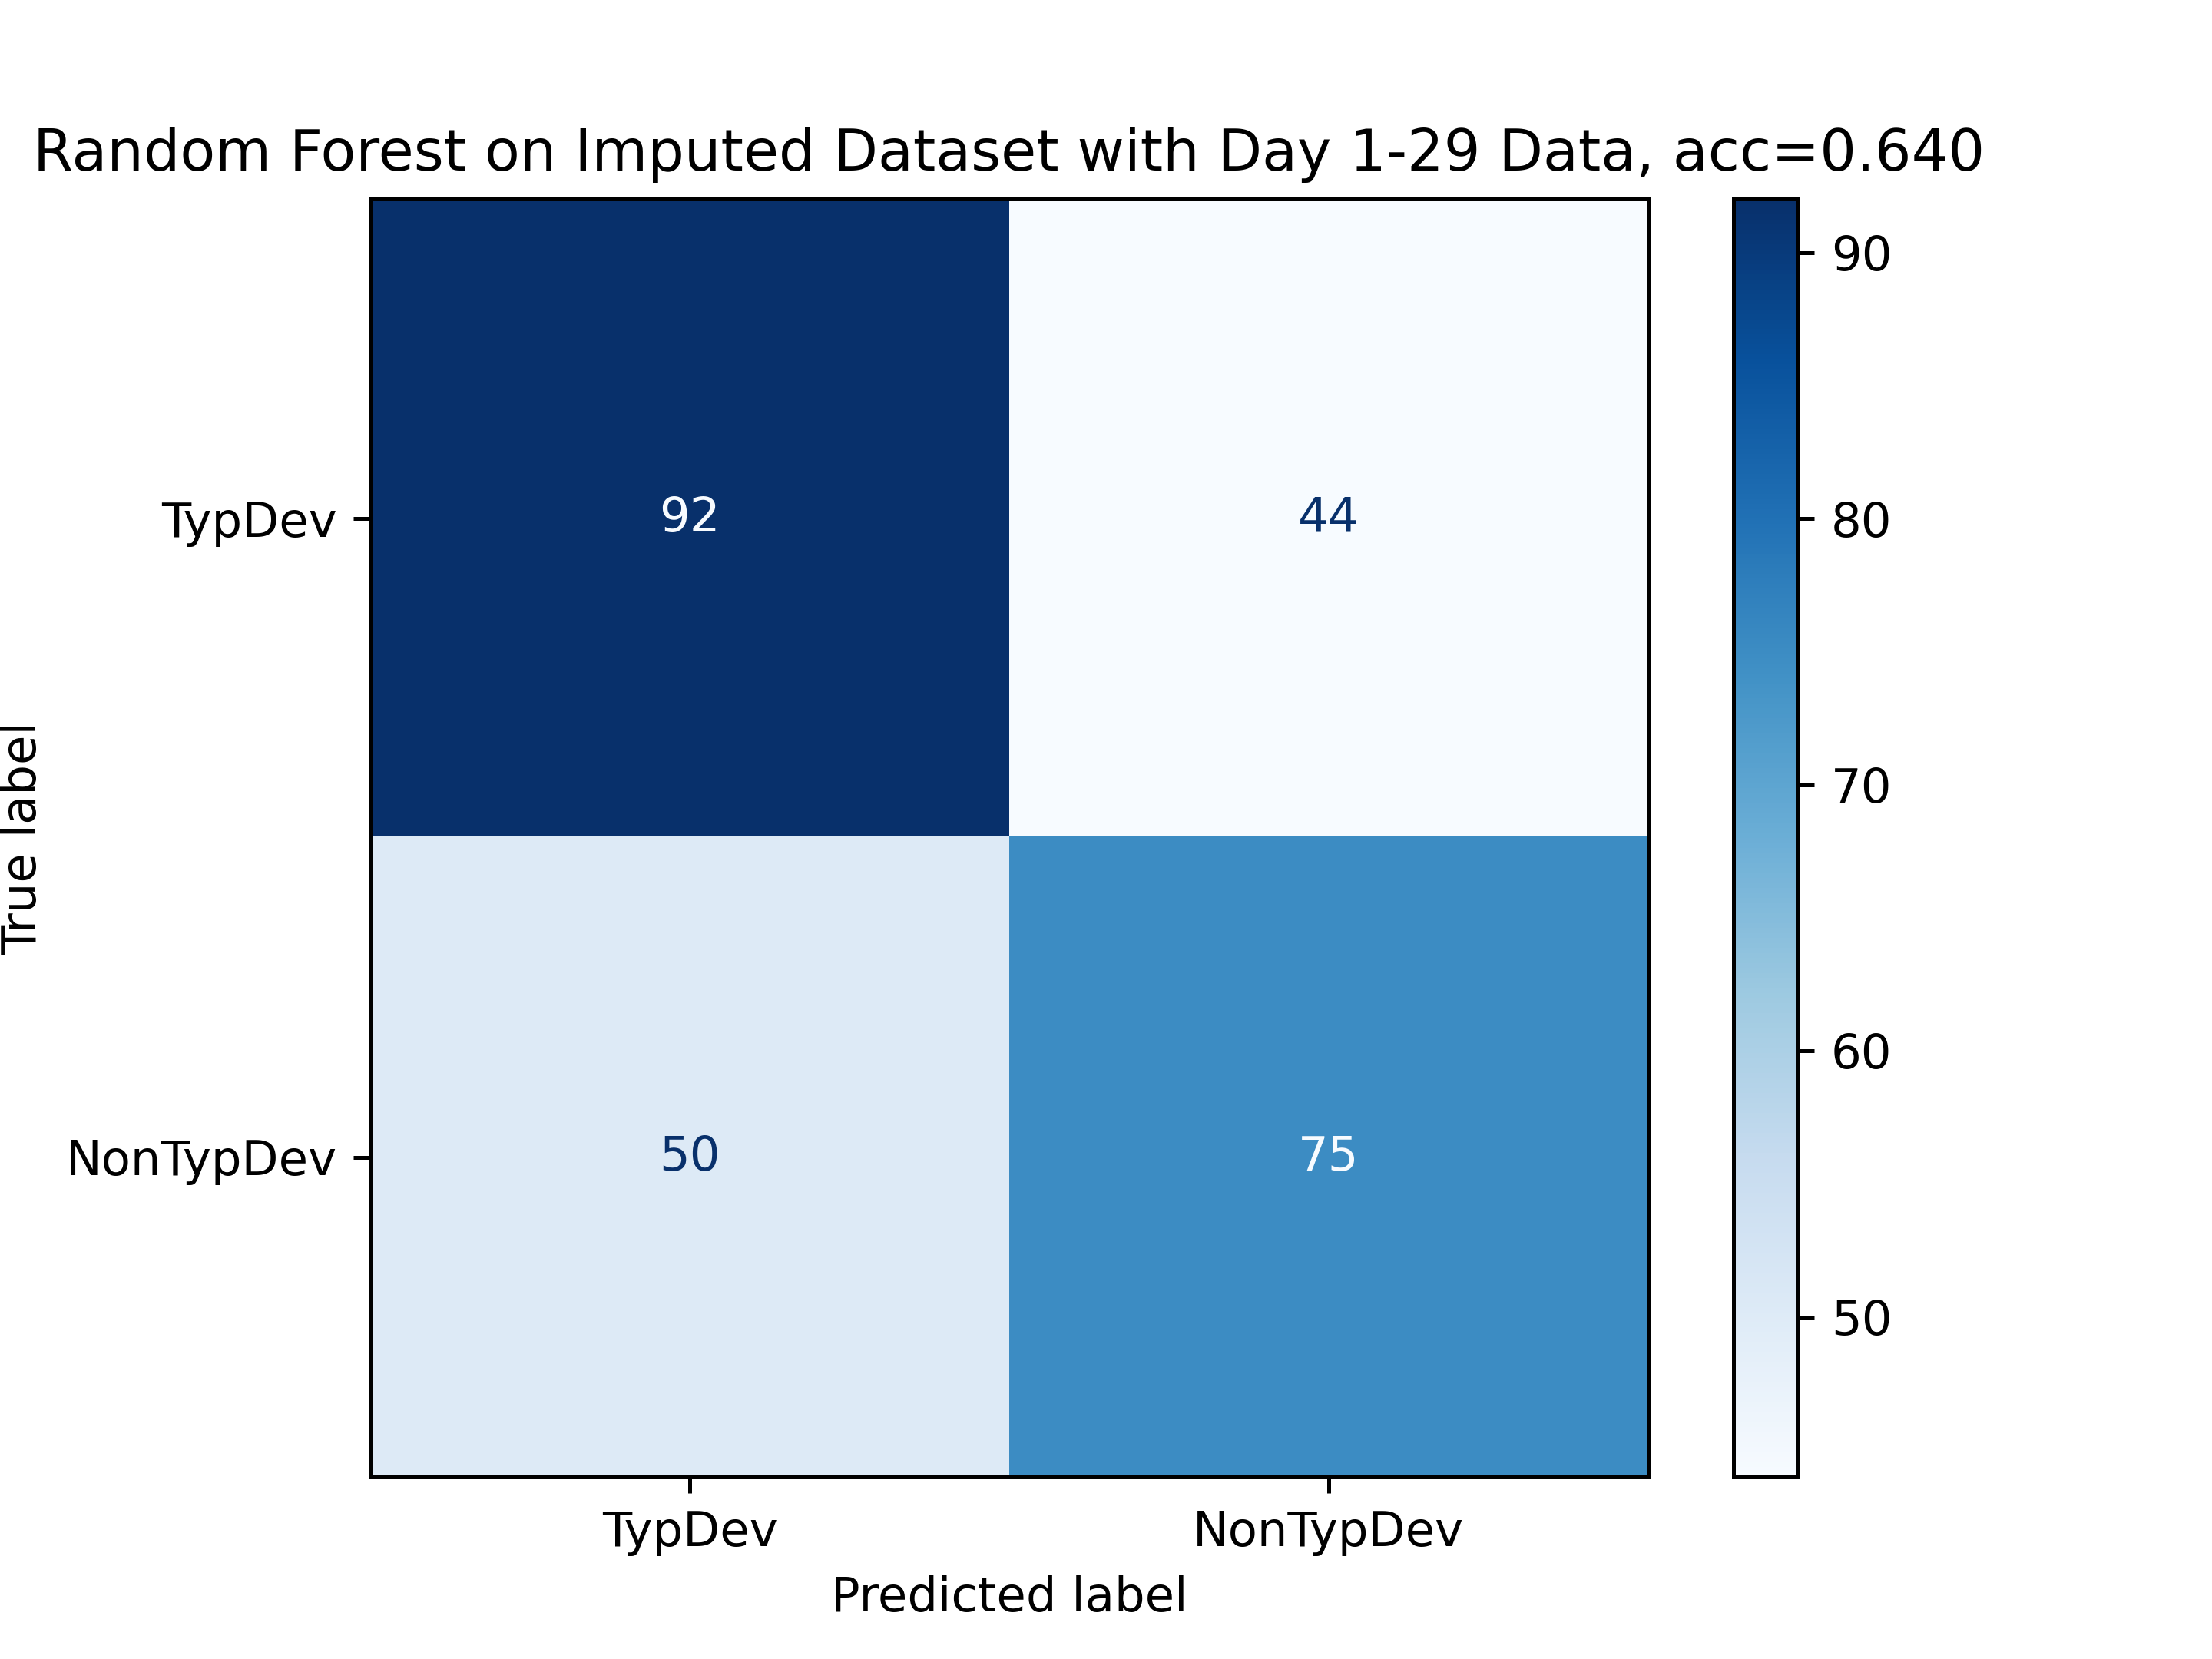 Random Forest on Imputed Dataset with Day 1-29 Data, acc=0.640
True label
TypDev
NonTypDev
92
44
50
75
TypDev
NonTypDev
Predicted label
90
80
70
60
50